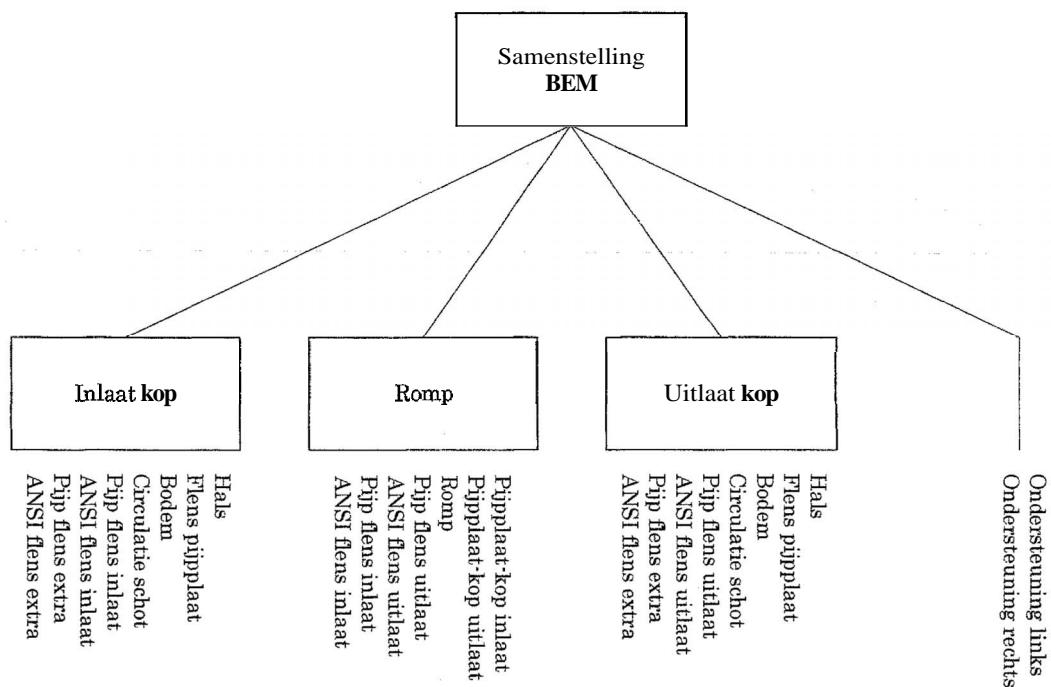 Samenstelling
BEM
Inlaat kop
Romp
Uitlaat kop
Hals
Flens pijpplaat
Bodem
Circulatie schot
Pijp flens inlaat
ANSI flens inlaat
Pijp flens extra
ANSI flens extra
Pijpplaat-kop inlaat
Pijpplaat-kop uitlaat
Romp
Pijp flens uitlaat
ANSI flens uitlaat
Pijp flens inlaat
ANSI flens inlaat
Hals
Flens pijpplaat
Bodem
Circulatie schot
Pijp flens uitlaat
ANSI flens uitlaat
Pijp flens extra
ANSI flens extra
Ondersteuning links
Ondersteuning rechts